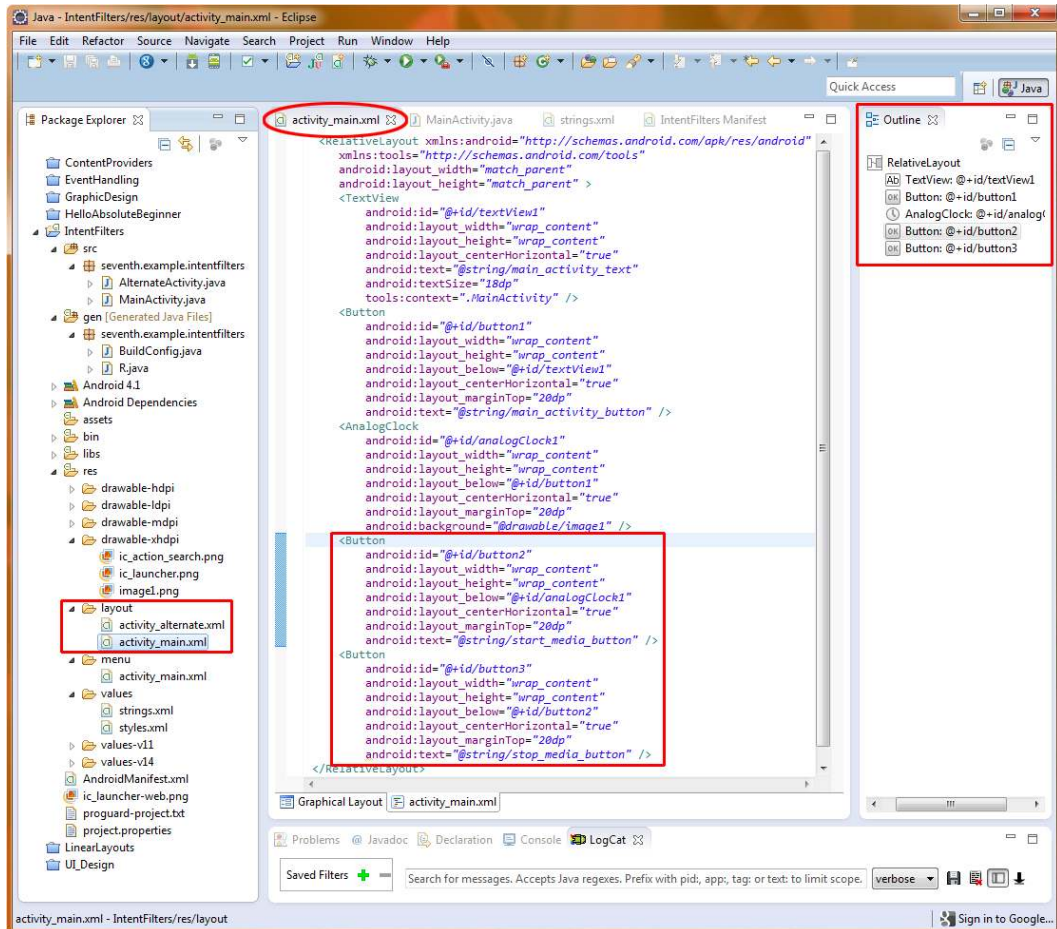 Java - IntentFilters/res/layout/activity_main.xml - Eclipse
File Edit Refactor Source Navigate Search Project Run Window Help
Quick Access
Java
Package Explorer
ContentProviders
EventHandling
GraphicDesign
HelloAbsoluteBeginner
IntentFilters
src
seventh.example.intentfilters
AlternateActivity.java
MainActivity.java
gen [Generated Java Files]
seventh.example.intentfilters
BuildConfig.java
R.java
Android 4.1
Android Dependencies
assets
bin
libs
res
drawable-hdpi
drawable-ldpi
drawable-mdpi
drawable-xhdpi
ic_action_search.png
ic_launcher.png
image1.png
layout
activity_alternate.xml
activity_main.xml
menu
activity_main.xml
values
strings.xml
styles.xml
values-v11
values-v14
AndroidManifest.xml
ic_launcher-web.png
proguard-project.txt
project.properties
LinearLayouts
UI_Design
activity_main.xml MainActivity.java strings.xml IntentFilters Manifest
<RelativeLayout xmlns:android="http://schemas.android.com/apk/res/android"
xmlns:tools="http://schemas.android.com/tools"
android:layout_width="match_parent"
android:layout_height="match_parent" >
<TextView
android:id="@+id/textView1"
android:layout_width="wrap_content"
android:layout_height="wrap_content"
android:layout_centerHorizontal="true"
android:text="@string/main_activity_text"
android:textSize="18dp"
tools:context=".MainActivity" />
<Button
android:id="@+id/button1"
android:layout_width="wrap_content"
android:layout_height="wrap_content"
android:layout_below="@+id/textView1"
android:layout_centerHorizontal="true"
android:layout_marginTop="20dp"
android:text="@string/main_activity_button" />
<AnalogClock
android:id="@+id/analogClock1"
android:layout_width="wrap_content"
android:layout_height="wrap_content"
android:layout_below="@+id/button1"
android:layout_centerHorizontal="true"
android:layout_marginTop="20dp"
android:background="@drawable/image1" />
<Button
android:id="@+id/button2"
android:layout_width="wrap_content"
android:layout_height="wrap_content"
android:layout_below="@+id/analogClock1"
android:layout_centerHorizontal="true"
android:layout_marginTop="20dp"
android:text="@string/start_media_button" />
<Button
android:id="@+id/button3"
android:layout_width="wrap_content"
android:layout_height="wrap_content"
android:layout_below="@+id/button2"
android:layout_centerHorizontal="true"
android:layout_marginTop="20dp"
android:text="@string/stop_media_button" />
</RelativeLayout>
Graphical Layout activity_main.xml
Outline
RelativeLayout
Ab TextView: @+id/textView1
OK Button: @+id/button1
AnalogClock: @+id/analog(
OK Button: @+id/button2
OK Button: @+id/button3
Problems @ Javadoc Declaration Console LogCat
Saved Filters
Search for messages. Accepts Java regexes. Prefix with pid:, app:, tag: or text: to limit scope.
verbose
activity_main.xml - IntentFilters/res/layout
Sign in to Google...